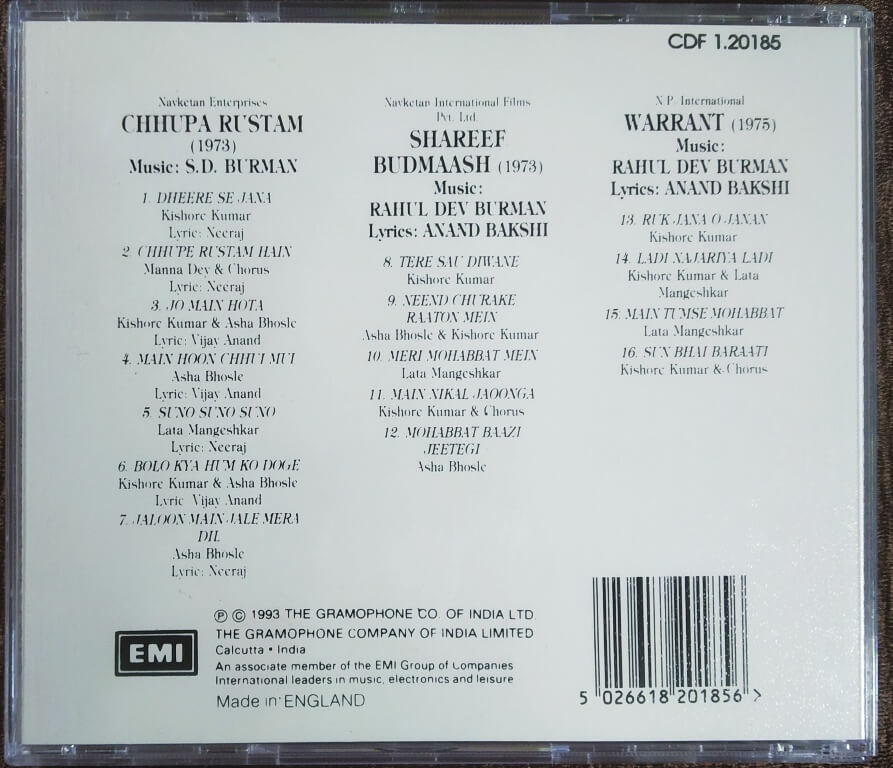 CDF 1.20185
Navketan Enterprises
CHHUPA RUSTAM
(1973)
Music: S.D. BURMAN
1. DHEERE SE JANA
Kishore Kumar
Lyric: Neeraj
2. CHHUPE RUSTAM HAIN
Manna Dey & Chorus
Lyric: Neeraj
3. JO MAIN HOTA
Kishore Kumar & Asha Bhosle
Lyric: Vijay Anand
4. MAIN HOON CHHUI MUI
Asha Bhosle
Lyric: Vijay Anand
5. SUNO SUNO SUNO
Lata Mangeshkar
Lyric: Neeraj
6. BOLO KYA HUM KO DOGE
Kishore Kumar & Asha Bhosle
Lyric Vijay Anand
7. JALOON MAIN JALE MERA
DIL
Asha Bhosle
Lyric: Neeraj
Navketan International Films
Pvt. Ltd.
SHAREEF
BUDMAASH (1973)
Music:
RAHUL DEV BURMAN
Lyrics: ANAND BAKSHI
8. TERE SAU DIWANE
Kishore Kumar
9. NEEND CHURAKE
RAATON MEIN
Asha Bhosle & Kishore Kumar
10. MERI MOHABBAT MEIN
Lata Mangeshkar
11. MAIN NIKAL JAOONGA
Kishore Kumar & Chorus
12. MOHABBAT BAAZI
JEETEGI
Asha Bhosle
N.P. International
WARRANT (1975)
Music:
RAHUL DEV BURMAN
Lyrics: ANAND BAKSHI
13. RUK JANA O JANAN
Kishore Kumar
14. LADI NAJARIYA LADI
Kishore Kumar & Lata
Mangeshkar
15. MAIN TUMSE MOHABBAT
Lata Mangeshkar
16. SUN BHAI BARAATI
Kishore Kumar & Chorus
EMI
℗ © 1993 THE GRAMOPHONE CO. OF INDIA LTD.
THE GRAMOPHONE COMPANY OF INDIA LIMITED
Calcutta • India
An associate member of the EMI Group of Companies
International leaders in music, electronics and leisure
Made in ENGLAND
5 026618 201856 >